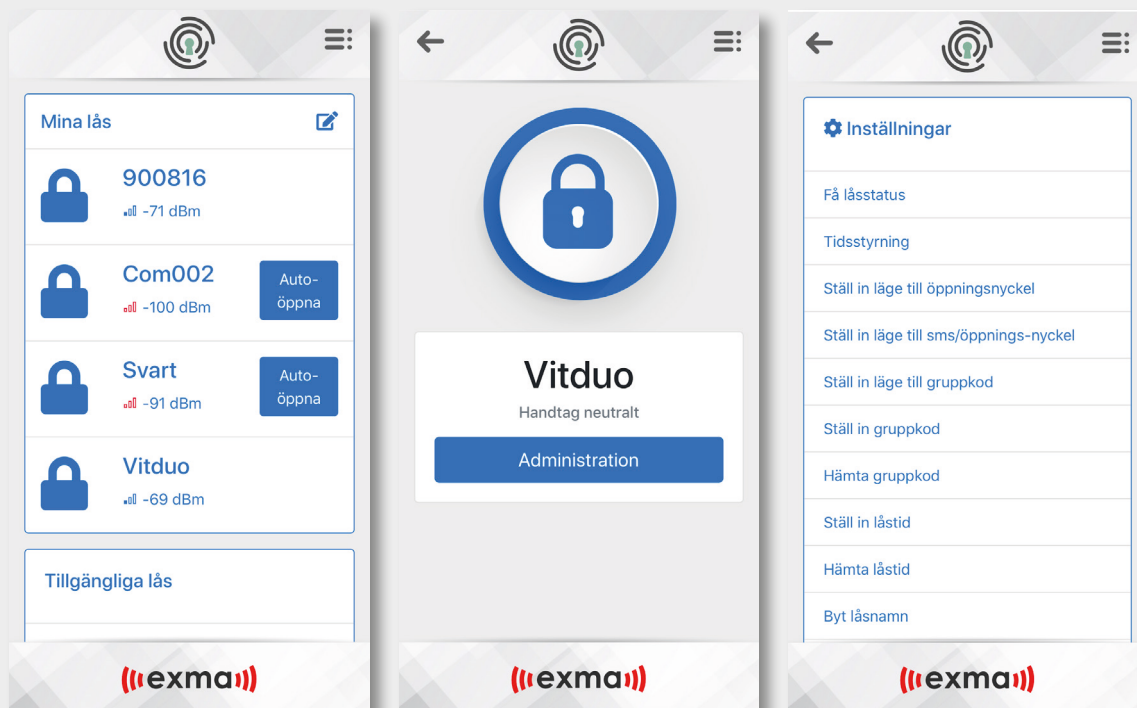 Mina lås
900816
-71 dBm
Com002
-100 dBm
Auto-
öppna
Svart
-91 dBm
Auto-
öppna
Vitduo
-69 dBm
Tillgängliga lås
exma
Vitduo
Handtag neutralt
Administration
exma
Inställningar
Få låsstatus
Tidsstyrning
Ställ in läge till öppningsnyckel
Ställ in läge till sms/öppnings-nyckel
Ställ in läge till gruppkod
Ställ in gruppkod
Hämta gruppkod
Ställ in låstid
Hämta låstid
Byt låsnamn
exma